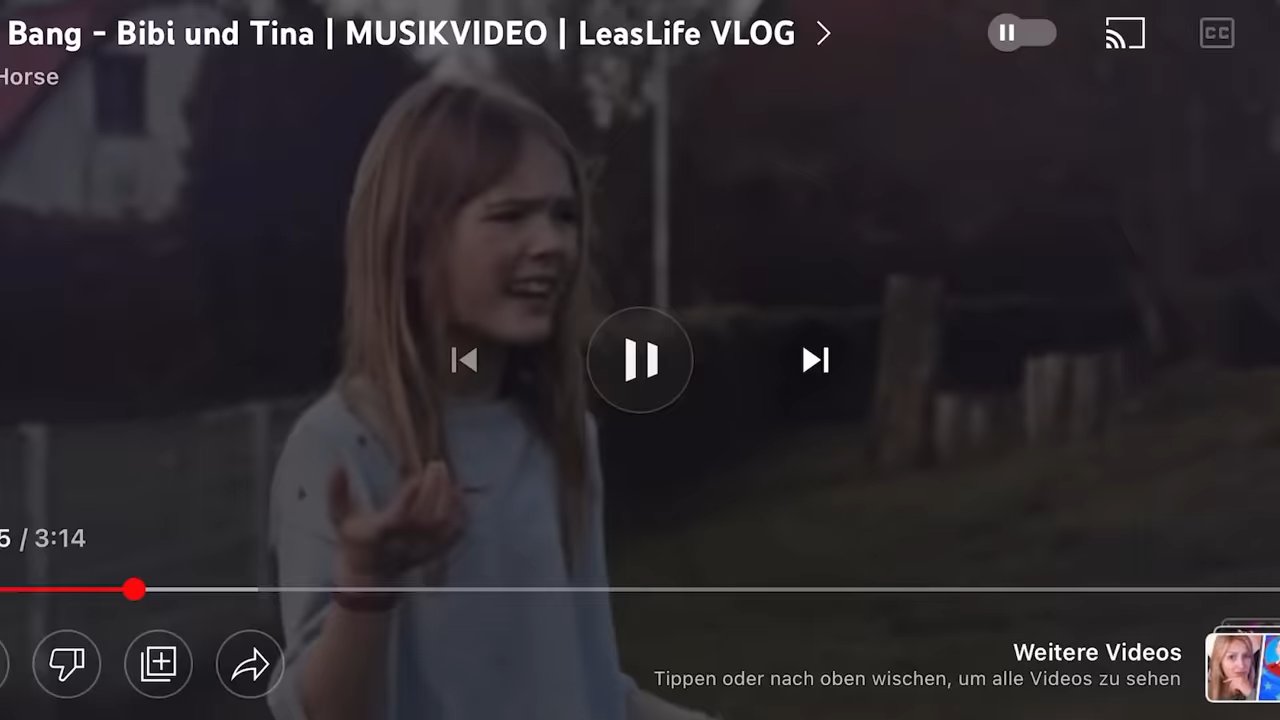 Bang - Bibi und Tina | MUSIKVIDEO | LeasLife VLOG
Horse
CC
5 / 3:14
Weitere Videos
Tippen oder nach oben wischen, um alle Videos zu sehen